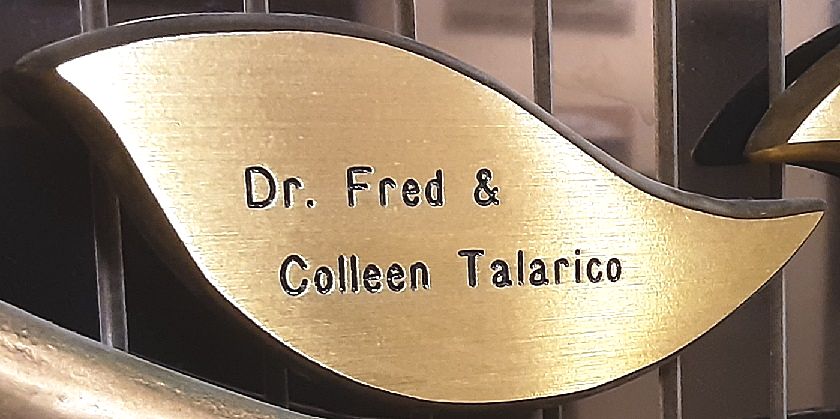 Dr. Fred &
Colleen Talarico